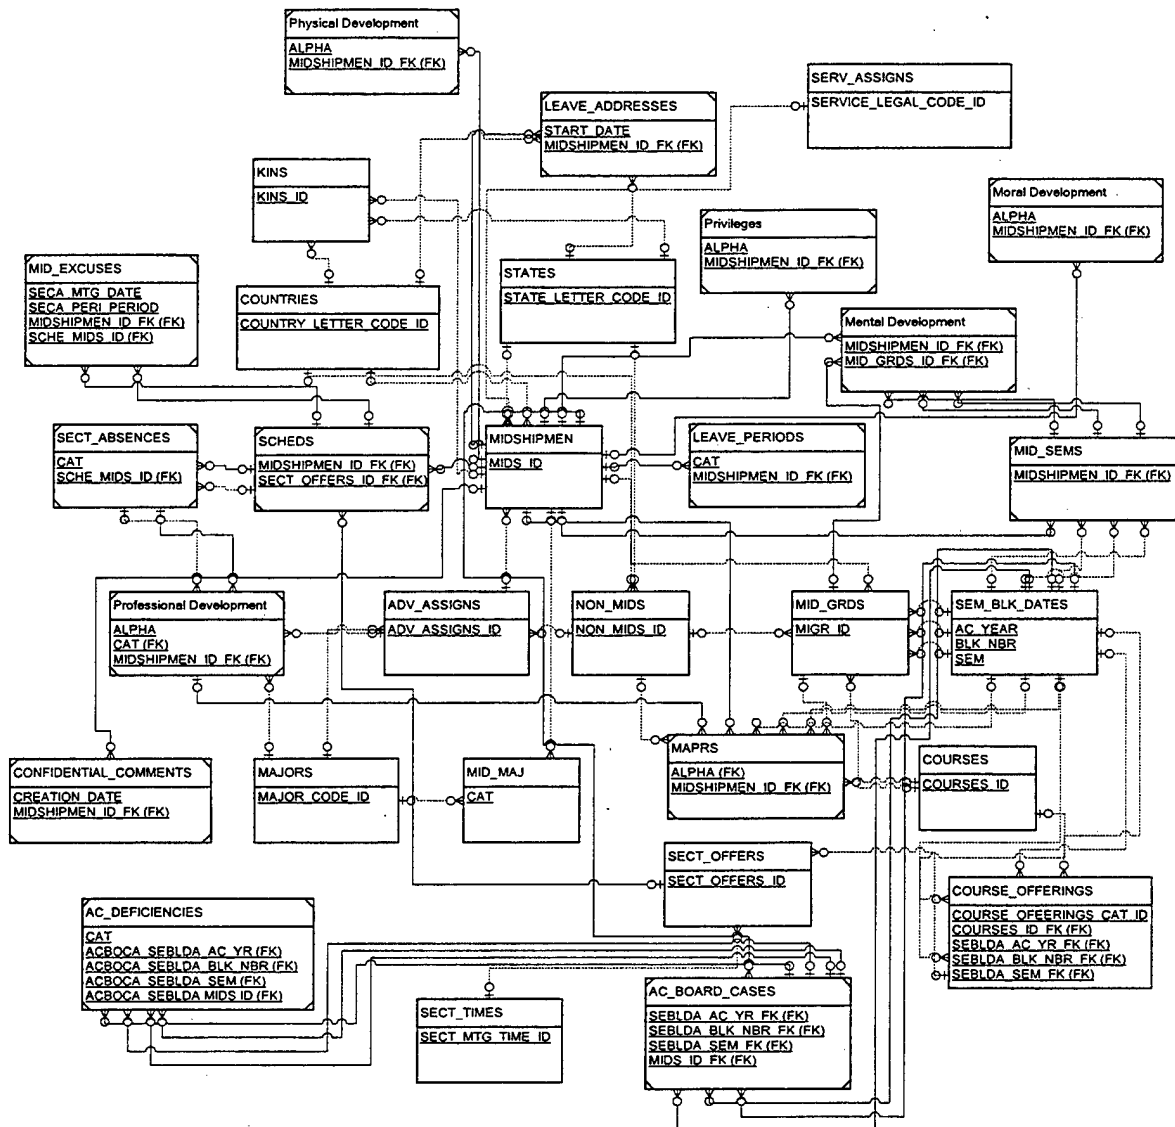 Physical Development
ALPHA
MIDSHIPMEN_ID_FK (FK)
SERV_ASSIGNS
SERVICE_LEGAL_CODE_ID
LEAVE_ADDRESSES
START_DATE
MIDSHIPMEN_ID_FK (FK)
KINS
KINS_ID
Moral Development
ALPHA
MIDSHIPMEN_ID_FK (FK)
Privileges
ALPHA
MIDSHIPMEN_ID_FK (FK)
MID_EXCUSES
SECA_MTG_DATE
SECA_PERI_PERIOD
MIDSHIPMEN_ID_FK (FK)
SCHE_MIDS_ID (FK)
COUNTRIES
COUNTRY_LETTER_CODE_ID
STATES
STATE_LETTER_CODE_ID
Mental Development
MIDSHIPMEN_ID_FK (FK)
MID_GRDS_ID_FK (FK)
SECT_ABSENCES
CAT
SCHE_MIDS_ID (FK)
SCHEDS
MIDSHIPMEN_ID_FK (FK)
SECT_OFFERS_ID_FK (FK)
MIDSHIPMEN
MIDS_ID
LEAVE_PERIODS
CAT
MIDSHIPMEN_ID_FK (FK)
MID_SEMS
MIDSHIPMEN_ID_FK (FK)
Professional Development
ALPHA
CAT (FK)
MIDSHIPMEN_ID_FK (FK)
ADV_ASSIGNS
ADV_ASSIGNS_ID
NON_MIDS
NON_MIDS_ID
MID_GRDS
MIGR_ID
SEM_BLK_DATES
AC_YEAR
BLK_NBR
SEM
CONFIDENTIAL_COMMENTS
CREATION_DATE
MIDSHIPMEN_ID_FK (FK)
MAJORS
MAJOR_CODE_ID
MID_MAJ
CAT
MAPRS
ALPHA (FK)
MIDSHIPMEN_ID_FK (FK)
COURSES
COURSES_ID
SECT_OFFERS
SECT_OFFERS_ID
COURSE_OFFERINGS
COURSE_OFEERINGS_CAT_ID
COURSES_ID_FK (FK)
SEBLDA_AC_YR_FK (FK)
SEBLDA_BLK_NBR_FK (FK)
SEBLDA_SEM_FK (FK)
AC_DEFICIENCIES
CAT
ACBOCA_SEBLDA_AC_YR (FK)
ACBOCA_SEBLDA_BLK_NBR (FK)
ACBOCA_SEBLDA_SEM (FK)
ACBOCA_SEBLDA MIDS ID (FK)
SECT_TIMES
SECT_MTG_TIME_ID
AC_BOARD_CASES
SEBLDA_AC_YR_FK (FK)
SEBLDA_BLK_NBR_FK (FK)
SEBLDA_SEM_FK (FK)
MIDS_ID_FK (FK)